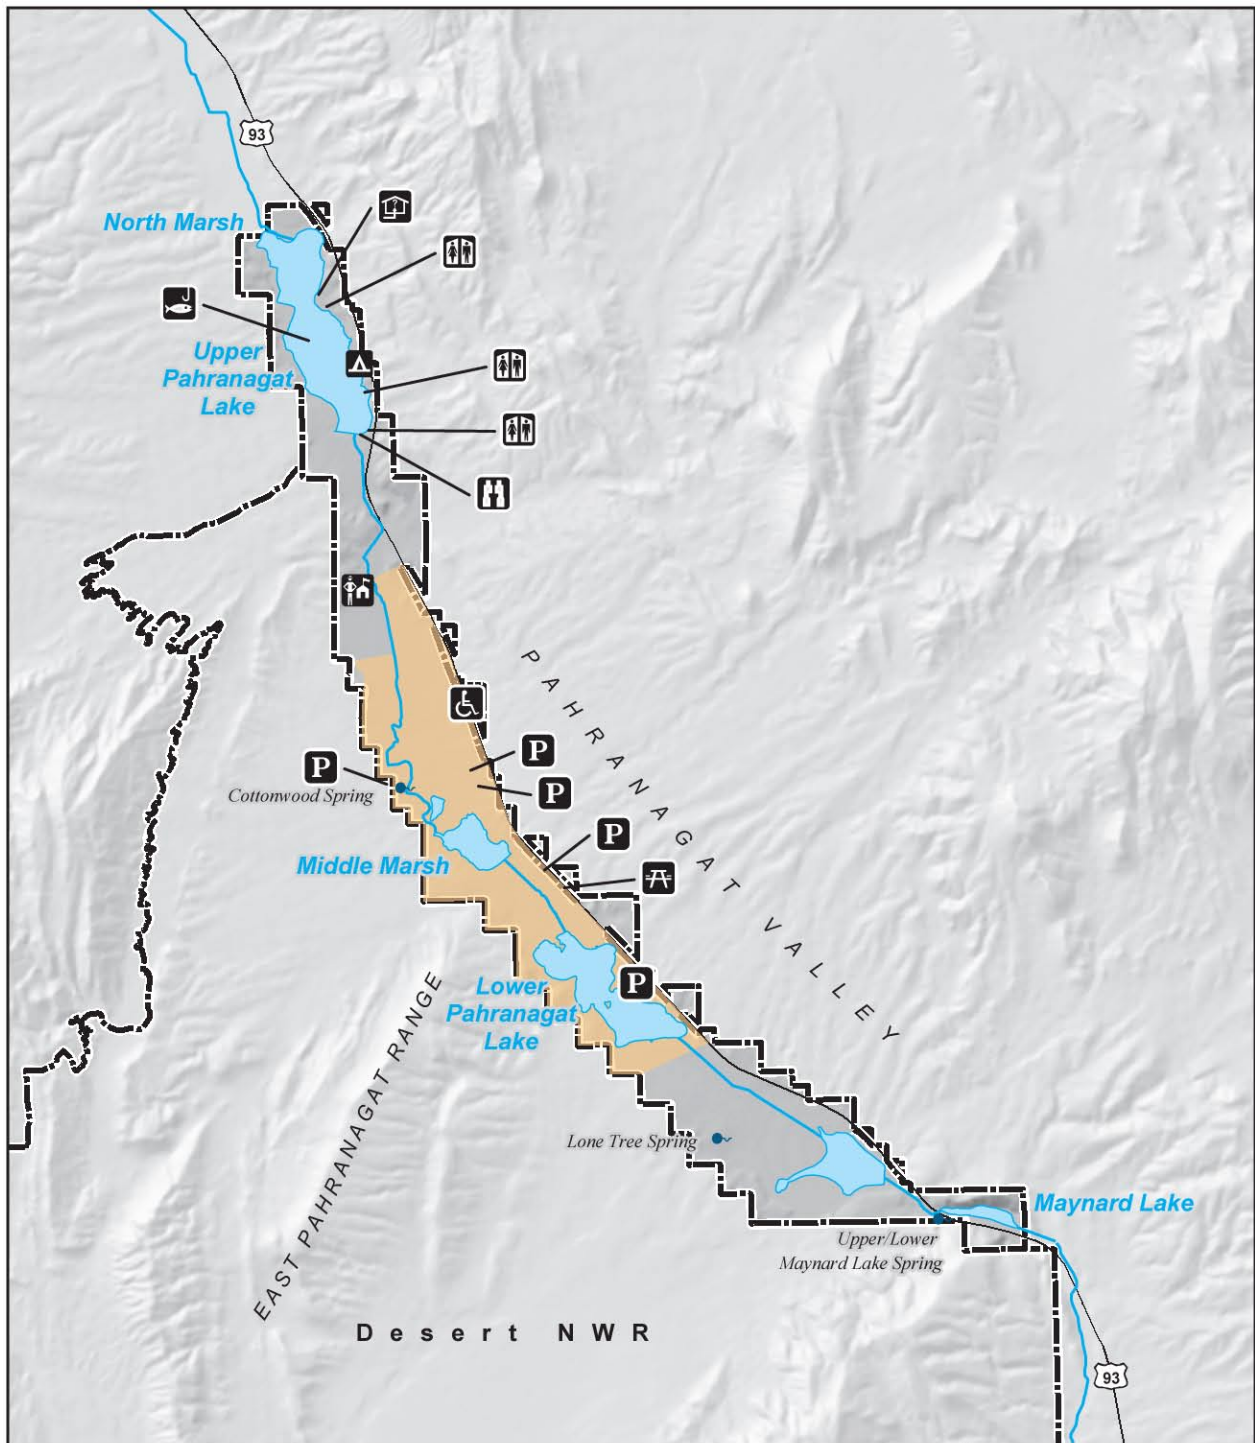 93
North Marsh
Upper
Pahranagat
Lake
PAHRANAGAT VALLEY
P
P
P
Cottonwood Spring
P
Middle Marsh
Lower
Pahranagat
Lake
P
EAST PAHRANAGAT RANGE
Lone Tree Spring
Maynard Lake
Upper/Lower
Maynard Lake Spring
Desert NWR
93